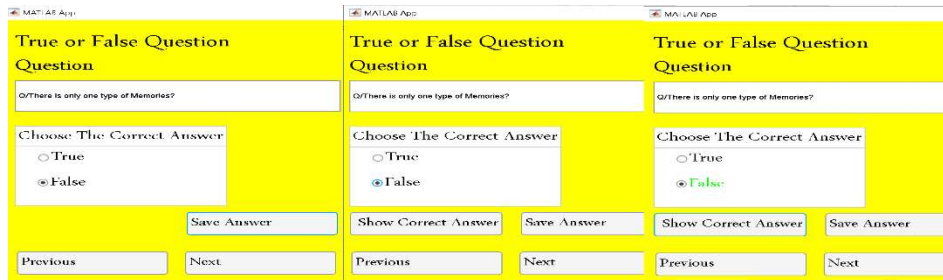 MATLAB App
True or False Question
Question
Q/There is only one type of Memories?
Choose The Correct Answer
True
False
Save Answer
Previous
Next
MATLAB App
True or False Question
Question
Q/There is only one type of Memories?
Choose The Correct Answer
True
False
Show Correct Answer
Save Answer
Previous
Next
MATLAB App
True or False Question
Question
Q/There is only one type of Memories?
Choose The Correct Answer
True
False
Show Correct Answer
Save Answer
Previous
Next